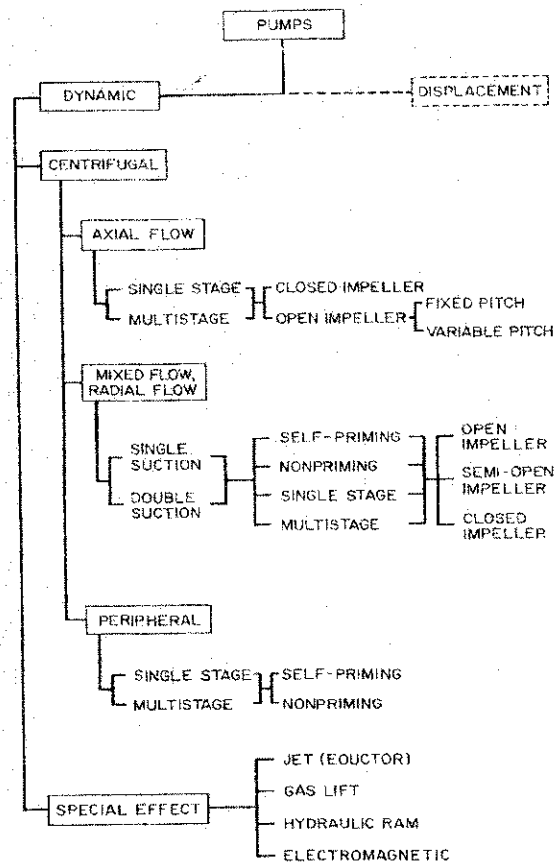 PUMPS
DYNAMIC
DISPLACEMENT
CENTRIFUGAL
AXIAL FLOW
SINGLE STAGE
MULTISTAGE
CLOSED IMPELLER
OPEN IMPELLER
FIXED PITCH
VARIABLE PITCH
MIXED FLOW,
RADIAL FLOW
SINGLE
SUCTION
DOUBLE
SUCTION
SELF-PRIMING
NONPRIMING
SINGLE STAGE
MULTISTAGE
OPEN
IMPELLER
SEMI-OPEN
IMPELLER
CLOSED
IMPELLER
PERIPHERAL
SINGLE STAGE
MULTISTAGE
SELF-PRIMING
NONPRIMING
SPECIAL EFFECT
JET (EOUCTOR)
GAS LIFT
HYDRAULIC RAM
ELECTROMAGNETIC